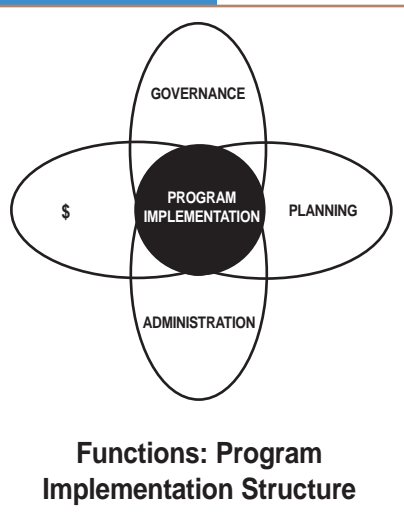 GOVERNANCE
$
PROGRAM
IMPLEMENTATION
PLANNING
ADMINISTRATION
Functions: Program
Implementation Structure